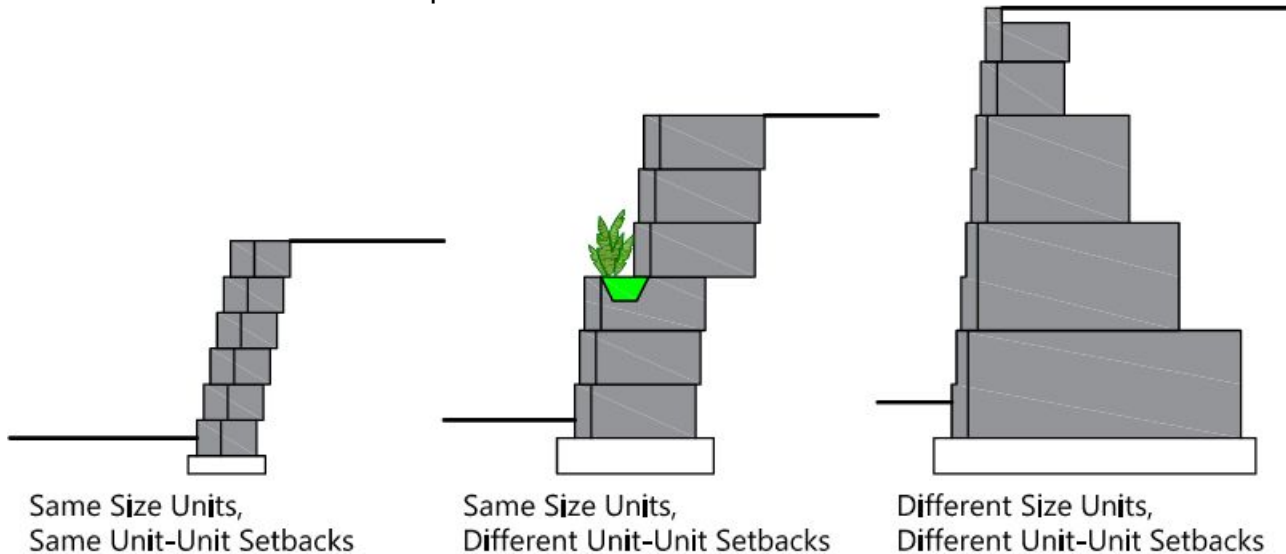 Same Size Units,
Same Unit-Unit Setbacks
Same Size Units,
Different Unit-Unit Setbacks
Different Size Units,
Different Unit-Unit Setbacks